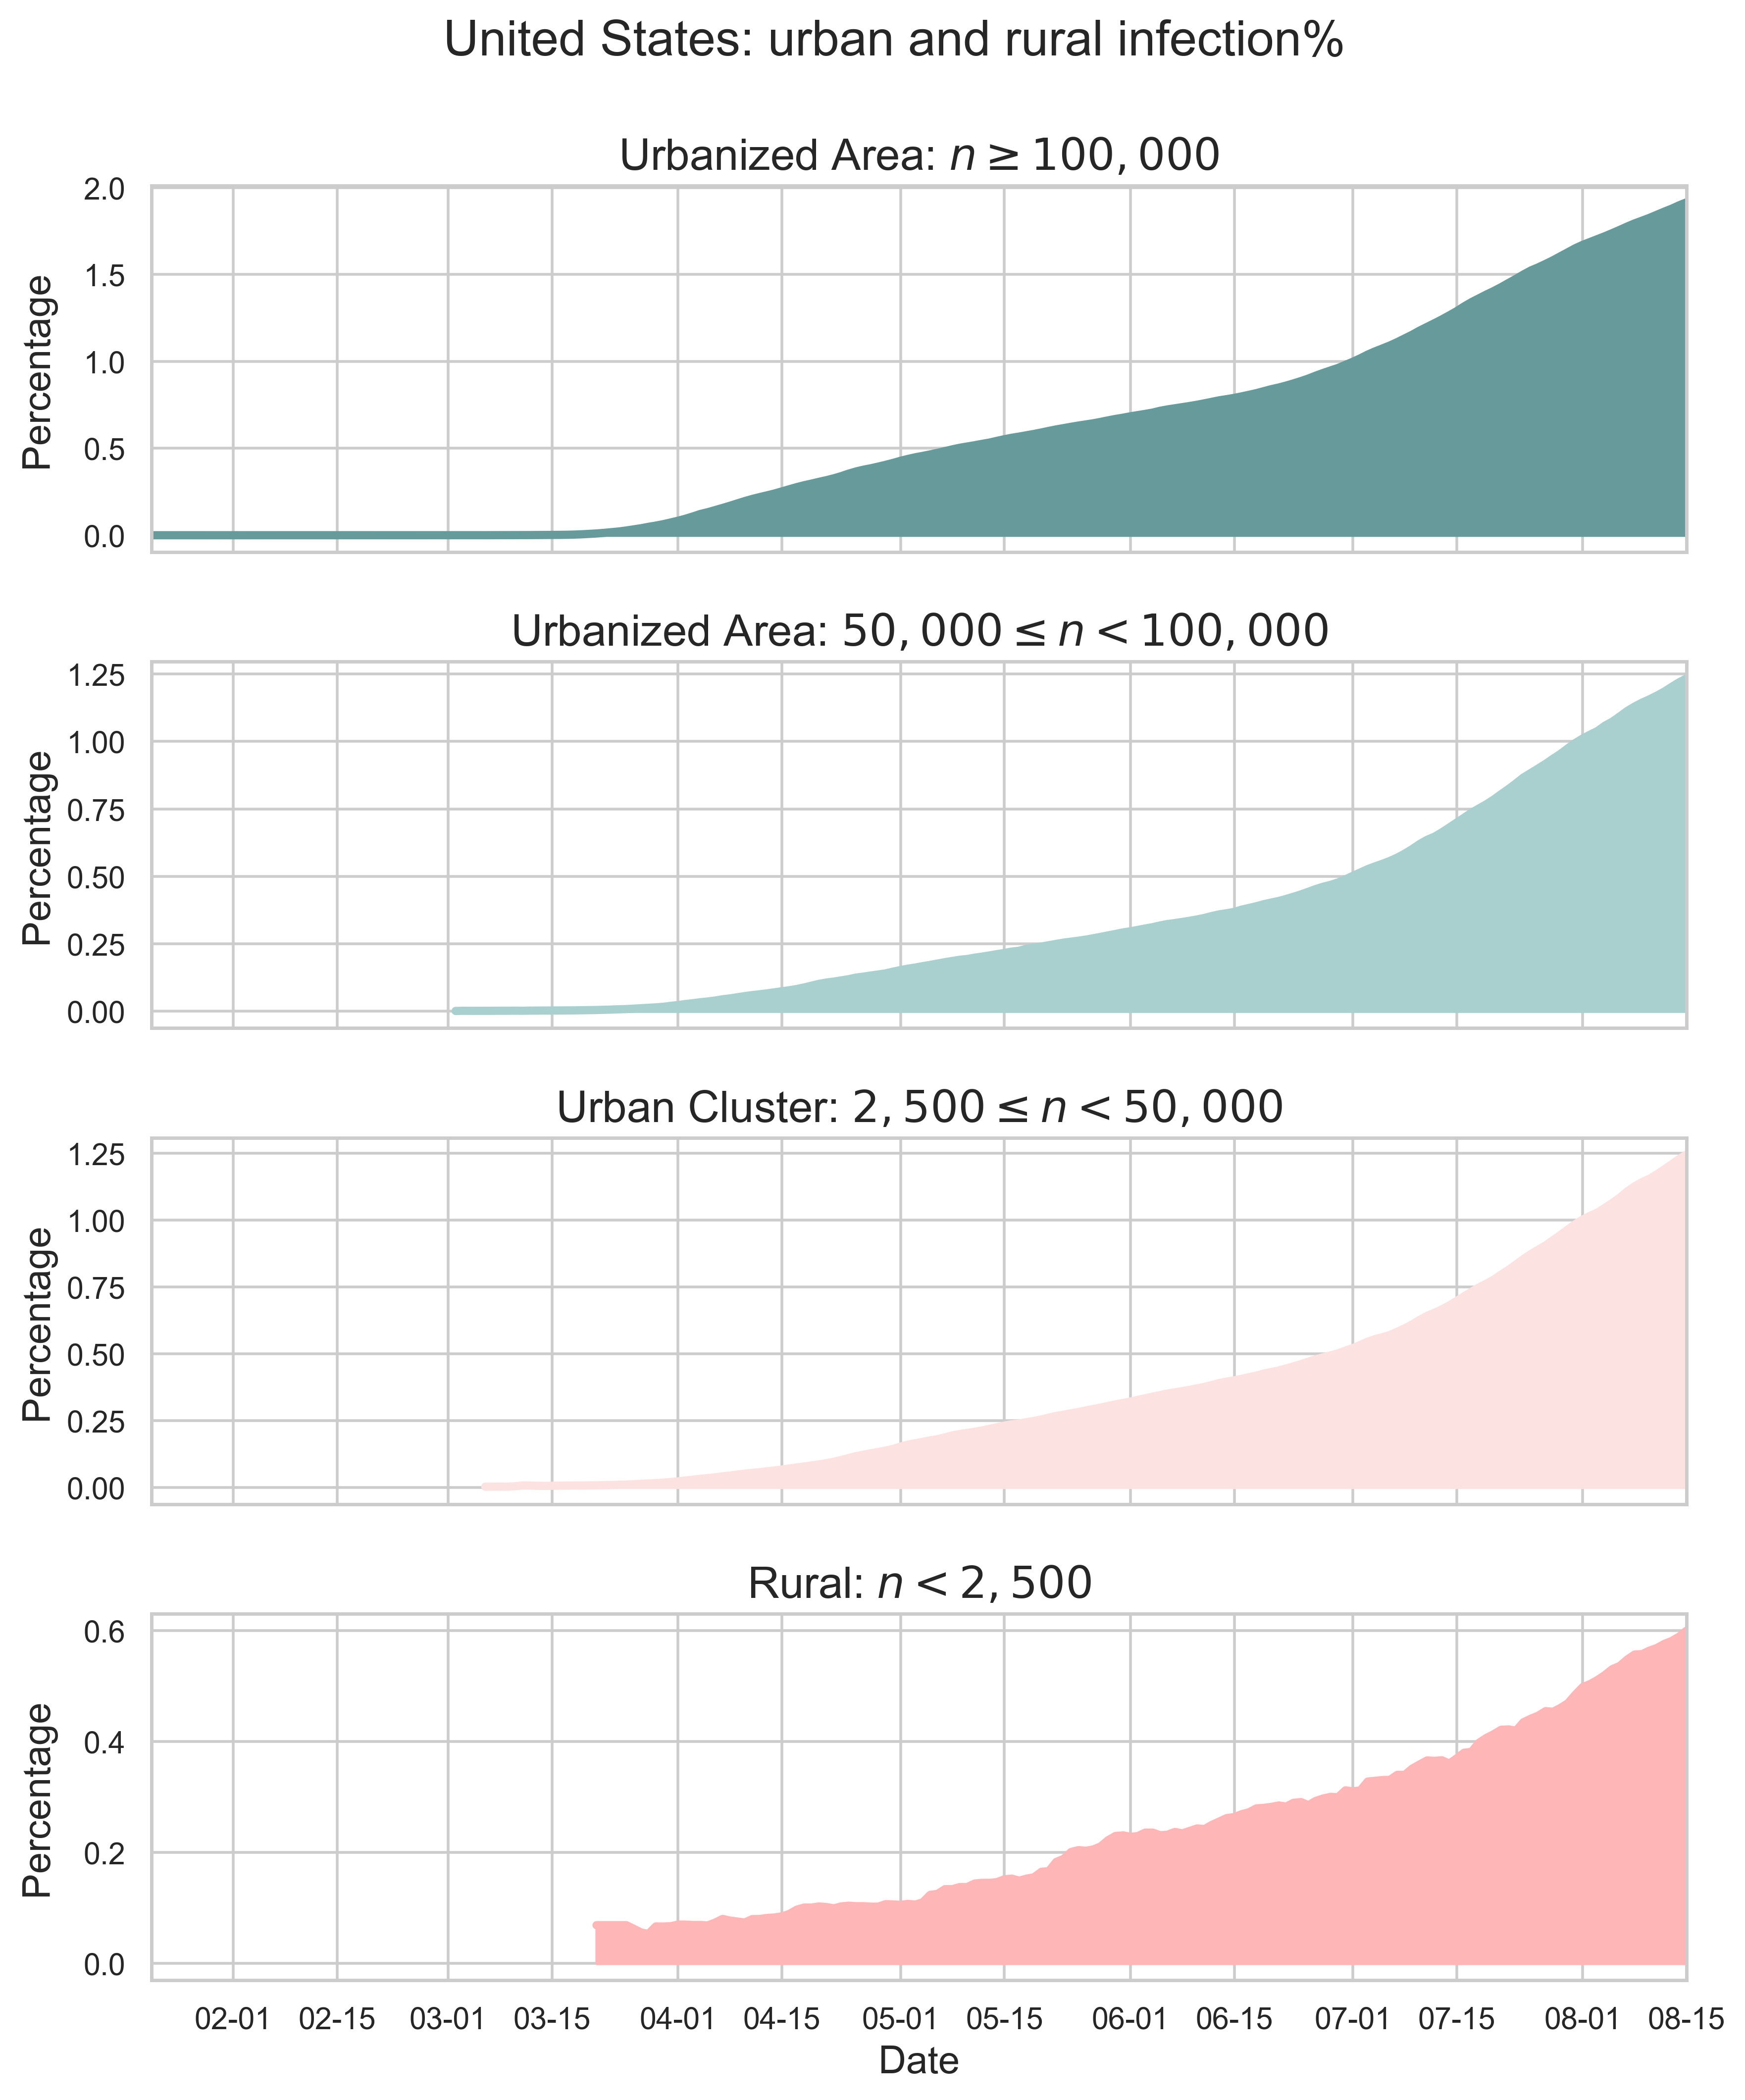 United States: urban and rural infection%
Urbanized Area: n ≥ 100,000
2.0
1.5
1.0
0.5
0.0
Percentage
Urbanized Area: 50,000 ≤ n < 100,000
1.25
1.00
0.75
0.50
0.25
0.00
Percentage
Urban Cluster: 2,500 ≤ n < 50,000
1.25
1.00
0.75
0.50
0.25
0.00
Percentage
Rural: n < 2,500
0.6
0.4
0.2
0.0
Percentage
02-01 02-15 03-01 03-15 04-01 04-15 05-01 05-15 06-01 06-15 07-01 07-15 08-01 08-15
Date